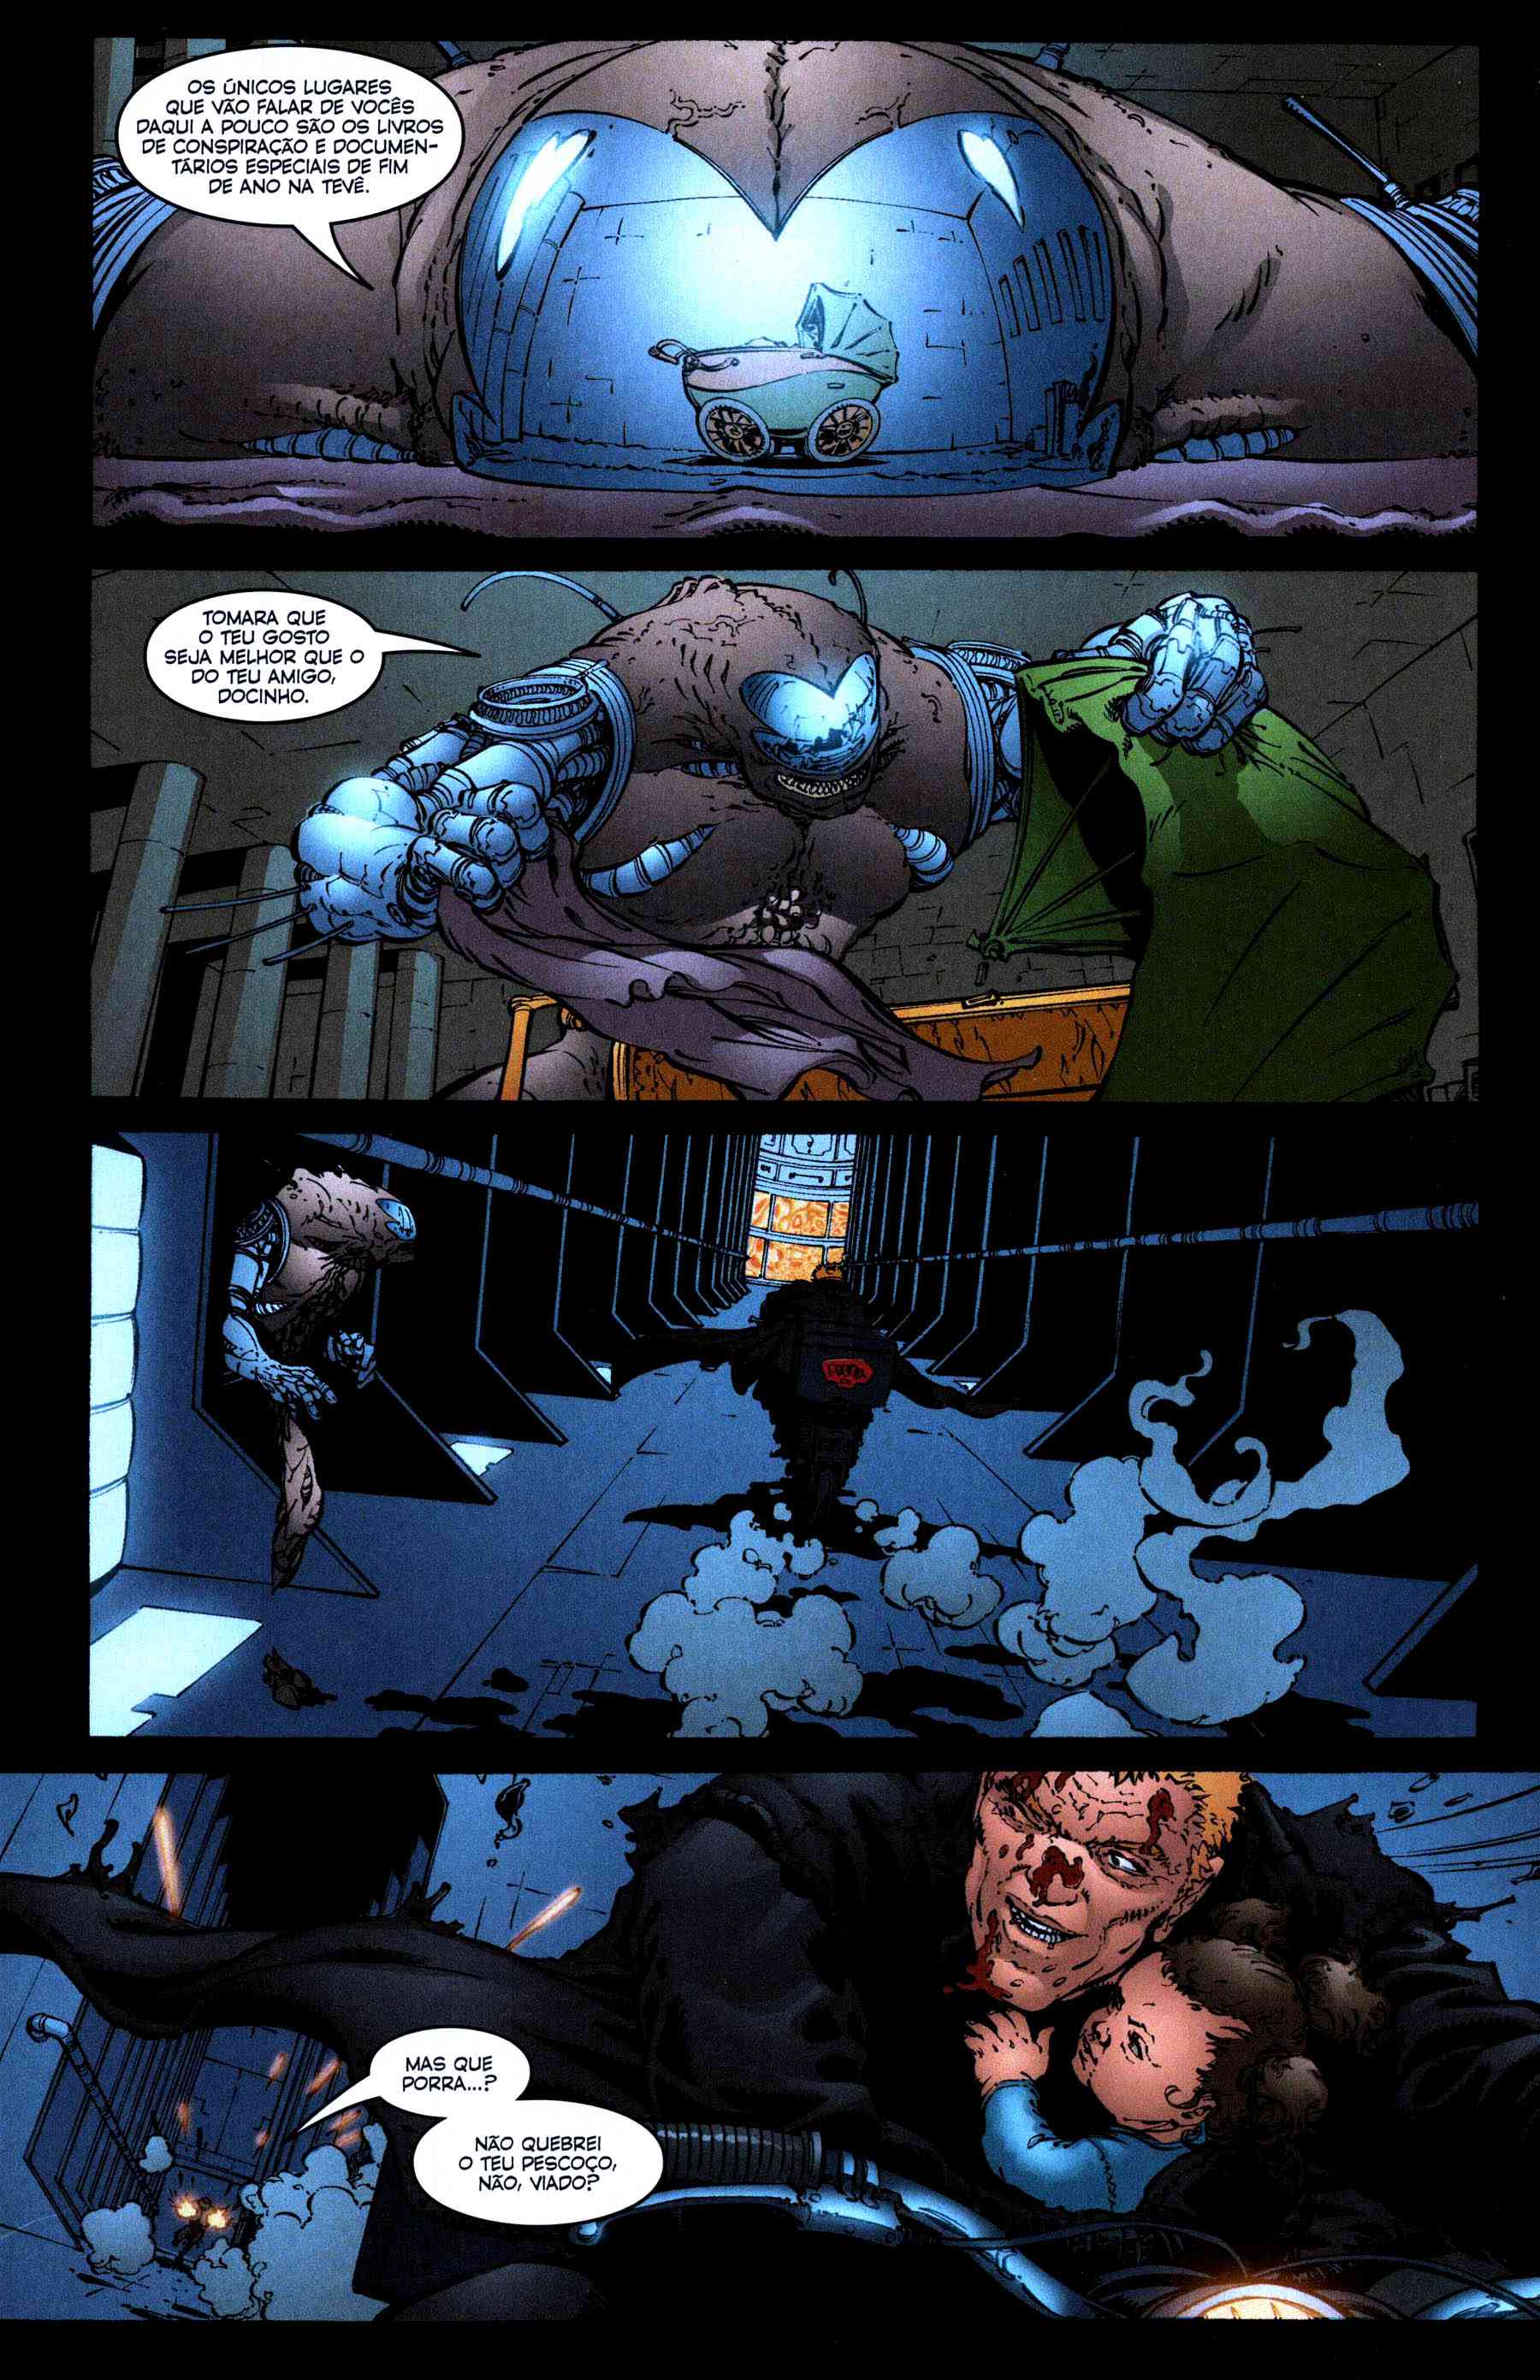 OS ÚNICOS LUGARES
QUE VÃO FALAR DE VOCÊS
DAQUI A POUCO SÃO OS LIVROS
DE CONSPIRAÇÃO E DOCUMEN-
TÁRIOS ESPECIAIS DE FIM
DE ANO NA TEVÊ.
TOMARA QUE
O TEU GOSTO
SEJA MELHOR QUE O
DO TEU AMIGO,
DOCINHO.
MAS QUE
PORRA...?
NÃO QUEBREI
O TEU PESCOÇO,
NÃO, VIADO?